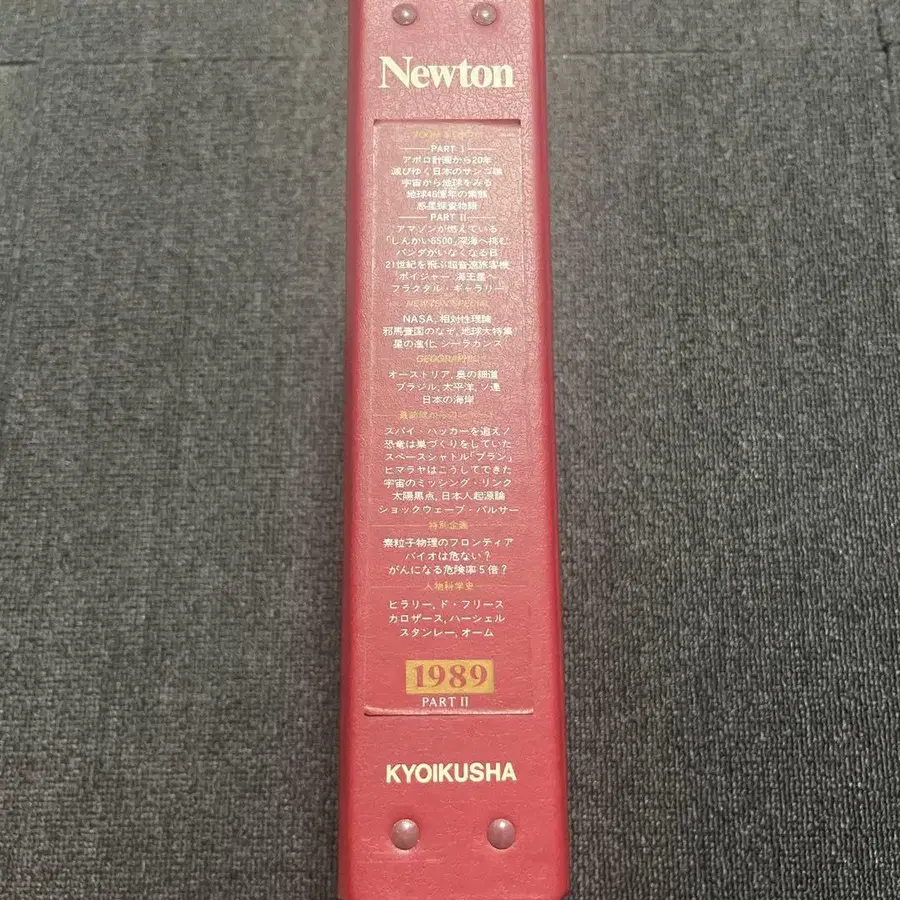 Newton
ZOOM & UP
PART I
アポロ計画から20年
滅びゆく日本のサンゴ礁
宇宙から地球をみる
地球46億年の
惑星探査物語
PART II
アマゾンが燃えている
「しんかい6500」深海へ挑む
パンダがいなくなる日
21世紀を飛ぶ超音速旅客機
ボイジャー, 海王星へ
フラクタル・ギャラリー
NEWTON SPECIAL
NASA, 相対性理論
邪馬臺国のなぞ, 地球大特集
星の進化, シーラカンス
GEOGRAPHIC
オーストリア, 奥の細道
ブラジル, 太平洋, ソ連
日本の海岸
最前線からのレポート
スパイ・ハッカーを追え!
恐竜は巣づくりをしていた
スペースシャトル「ブラン」
ヒマラヤはこうしてできた
宇宙のミッシング・リンク
太陽黒点, 日本人起源論
ショックウェーブ・パルサー
特別企画
素粒子物理のフロンティア
バイオは危ない?
がんになる危険率5倍?
人物科学史
ヒラリー, ド・フリース
カロザース, ハーシェル
スタンレー, オーム
1989
PART II
KYOIKUSHA